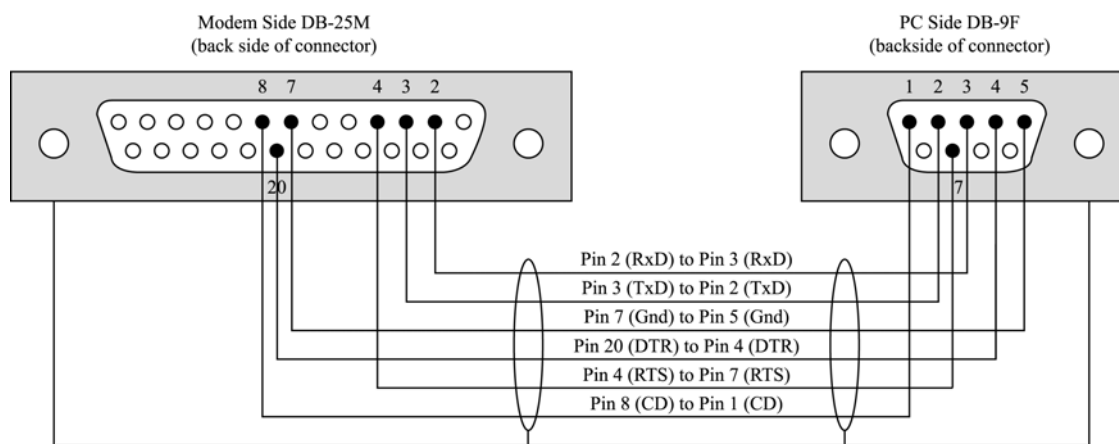 Modem Side DB-25M
(back side of connector)
PC Side DB-9F
(backside of connector)
8 7 4 3 2
1 2 3 4 5
20
7
Pin 2 (RxD) to Pin 3 (RxD)
Pin 3 (TxD) to Pin 2 (TxD)
Pin 7 (Gnd) to Pin 5 (Gnd)
Pin 20 (DTR) to Pin 4 (DTR)
Pin 4 (RTS) to Pin 7 (RTS)
Pin 8 (CD) to Pin 1 (CD)